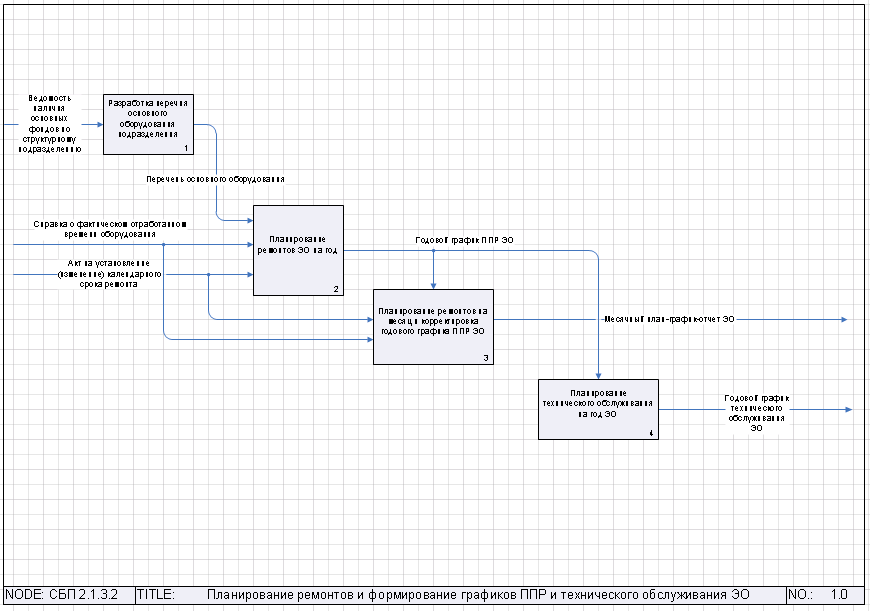 Ведомость
наличия
основных
фондов по
структурному
подразделению
Разработка перечня
основного
оборудования
подразделения
1
Перечень основного оборудования
Справка о фактическом отработанном
времени оборудования
Акт на установление
(изменение) календарного
срока ремонта
Планирование
ремонтов ЭО на год
2
Годовой график ППР ЭО
Планирование ремонтов на
месяц и корректировка
годового графика ППР ЭО
3
Месячный план-график-отчет ЭО
Планирование
технического обслуживания
на год ЭО
4
Годовой график
технического
обслуживания
ЭО
NODE: СБП 2.1.3.2
TITLE: Планирование ремонтов и формирование графиков ППР и технического обслуживания ЭО
NO.: 1.0